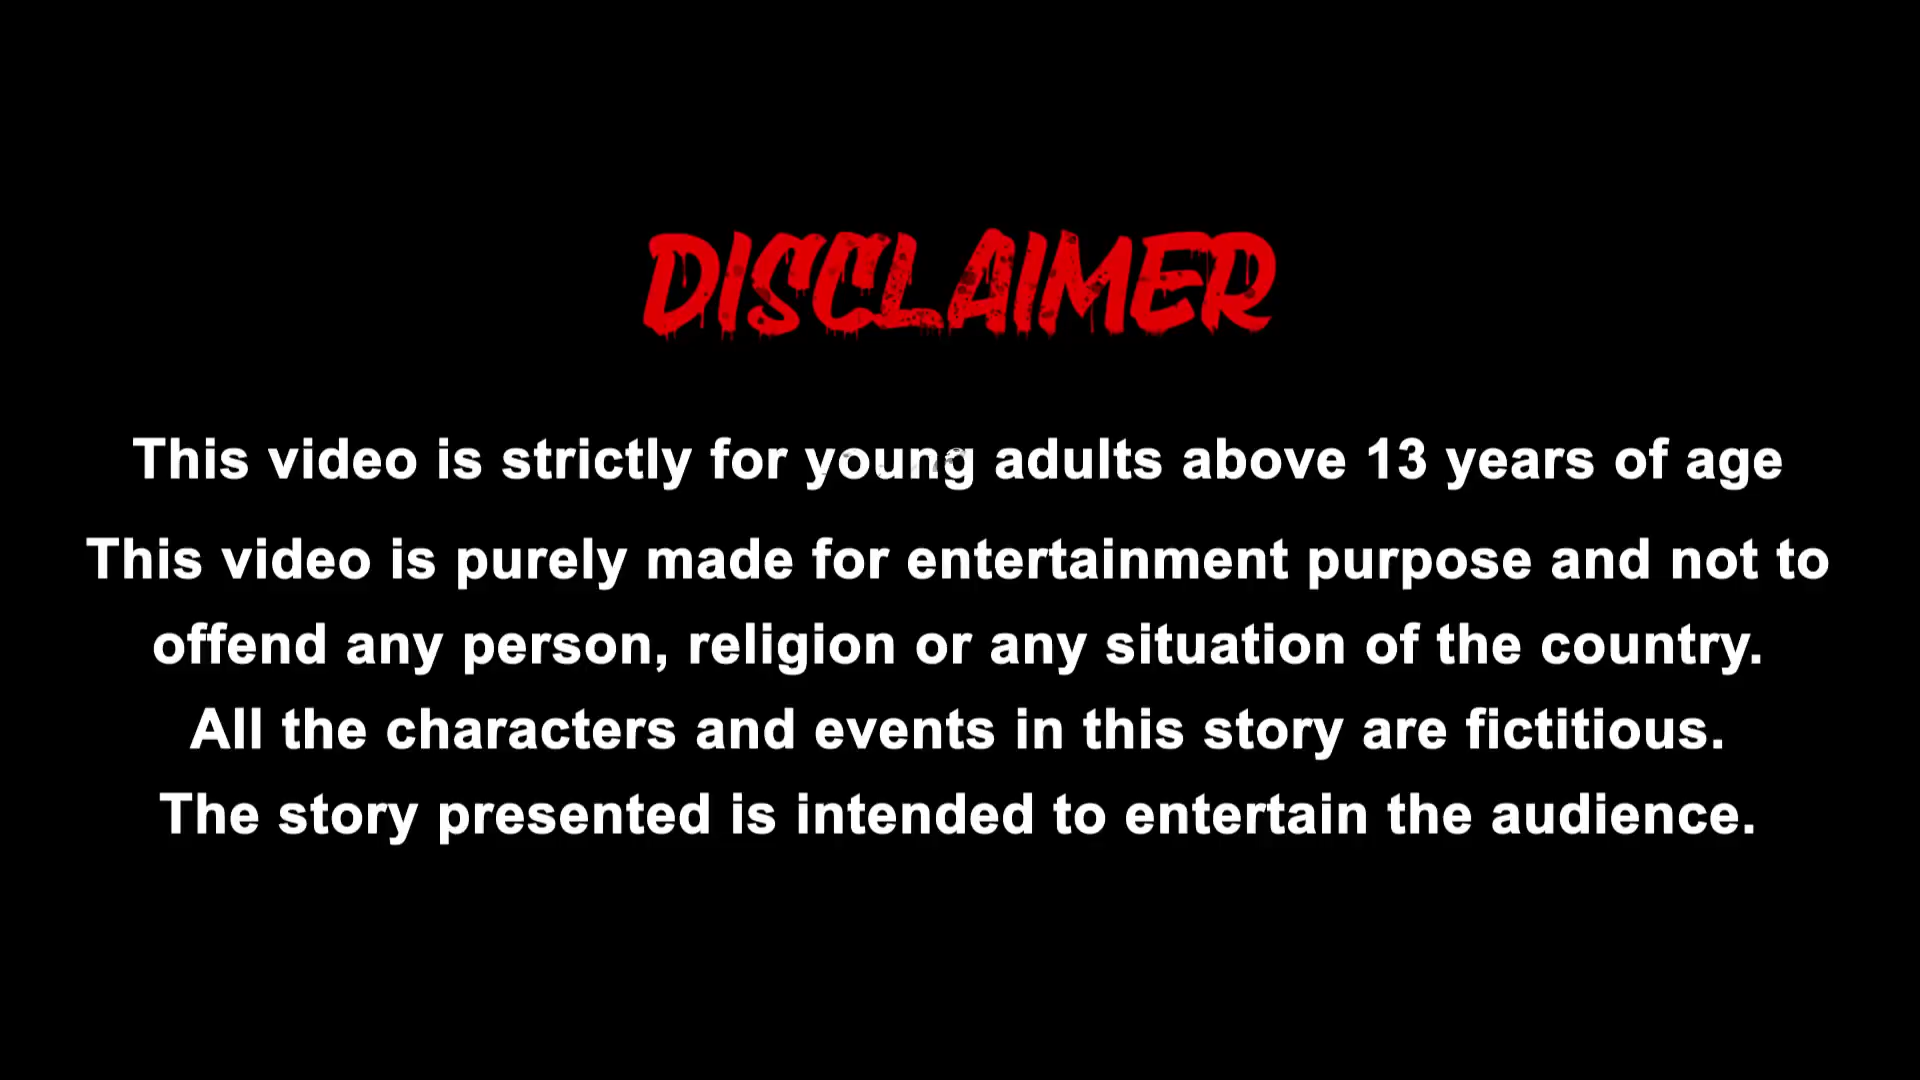 DISCLAIMER
This video is strictly for young adults above 13 years of age
This video is purely made for entertainment purpose and not to
offend any person, religion or any situation of the country.
All the characters and events in this story are fictitious.
The story presented is intended to entertain the audience.